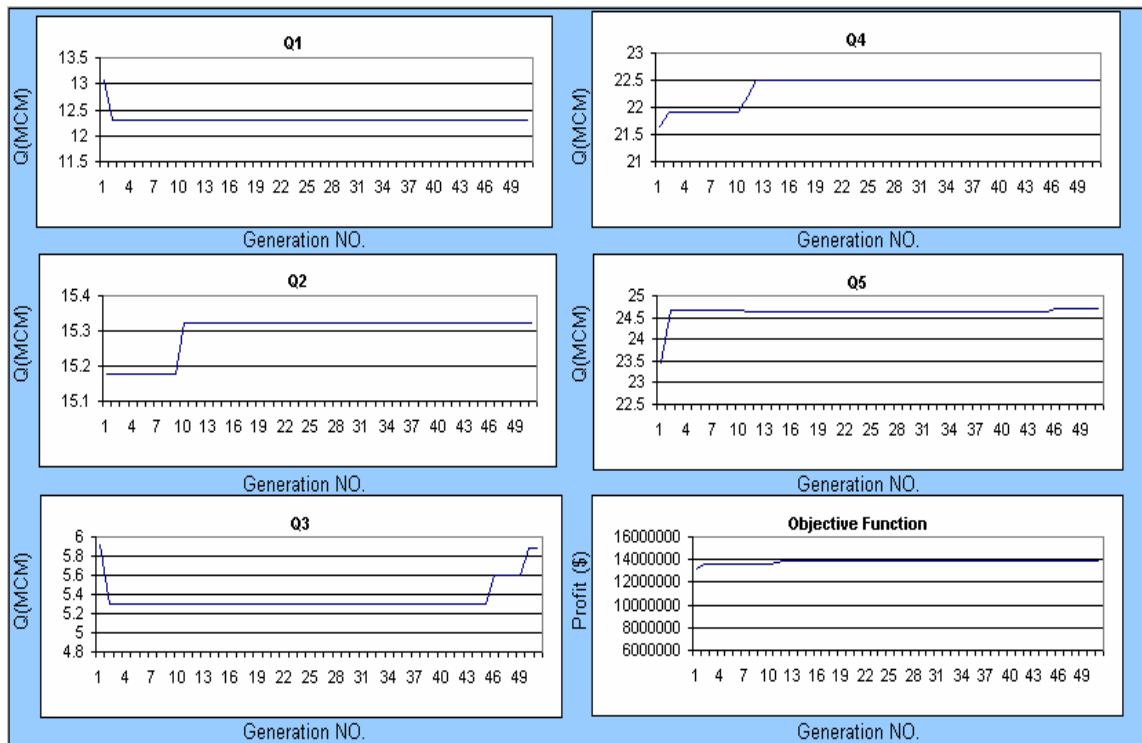 Q1
Q(MCM)
13.5
13
12.5
12
11.5
1 4 7 10 13 16 19 22 25 28 31 34 37 40 43 46 49
Generation NO.
Q4
Q(MCM)
23
22.5
22
21.5
21
1 4 7 10 13 16 19 22 25 28 31 34 37 40 43 46 49
Generation NO.
Q2
Q(MCM)
15.4
15.3
15.2
15.1
1 4 7 10 13 16 19 22 25 28 31 34 37 40 43 46 49
Generation NO.
Q5
Q(MCM)
25
24.5
24
23.5
23
22.5
1 4 7 10 13 16 19 22 25 28 31 34 37 40 43 46 49
Generation NO.
Q3
Q(MCM)
6
5.8
5.6
5.4
5.2
5
4.8
1 4 7 10 13 16 19 22 25 28 31 34 37 40 43 46 49
Generation NO.
Objective Function
Profit ($)
16000000
14000000
12000000
10000000
8000000
6000000
1 4 7 10 13 16 19 22 25 28 31 34 37 40 43 46 49
Generation NO.